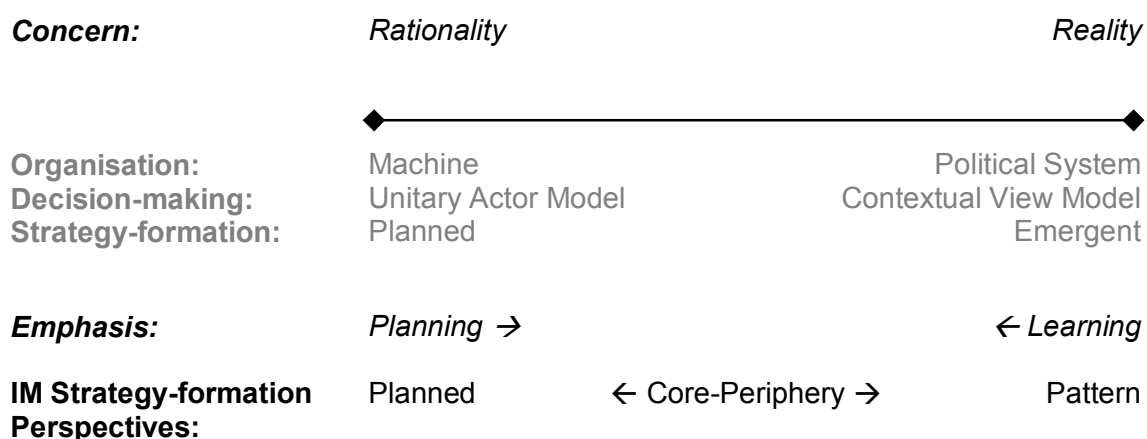 Concern: Rationality Reality
Organisation: Machine Political System
Decision-making: Unitary Actor Model Contextual View Model
Strategy-formation: Planned Emergent
Emphasis: Planning → ← Learning
IM Strategy-formation Planned ← Core-Periphery → Pattern
Perspectives: